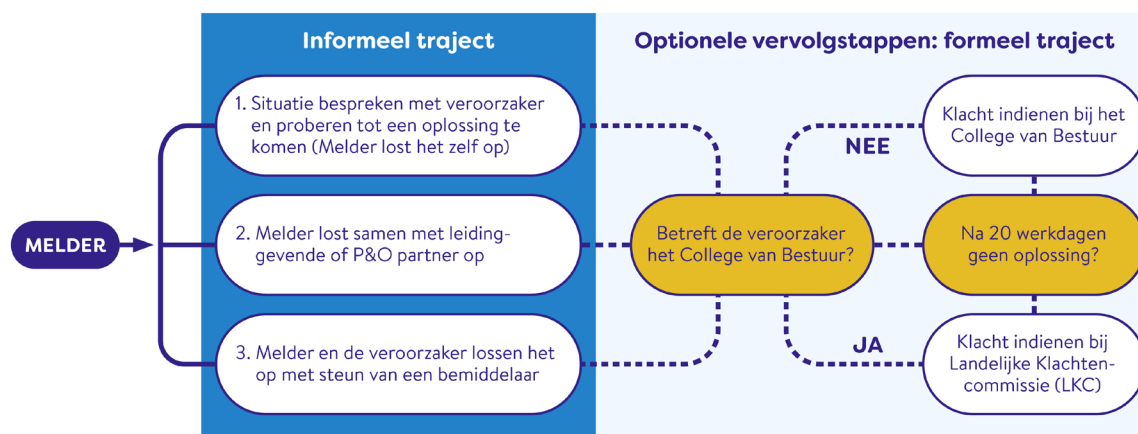 Informeel traject
Optionele vervolgstappen: formeel traject
MELDER
1. Situatie bespreken met veroorzaker
en proberen tot een oplossing te
komen (Melder lost het zelf op)
2. Melder lost samen met leiding-
gevende of P&O partner op
3. Melder en de veroorzaker lossen het
op met steun van een bemiddelaar
Betreft de veroorzaker
het College van Bestuur?
NEE
JA
Klacht indienen bij het
College van Bestuur
Na 20 werkdagen
geen oplossing?
Klacht indienen bij
Landelijke Klachten-
commissie (LKC)